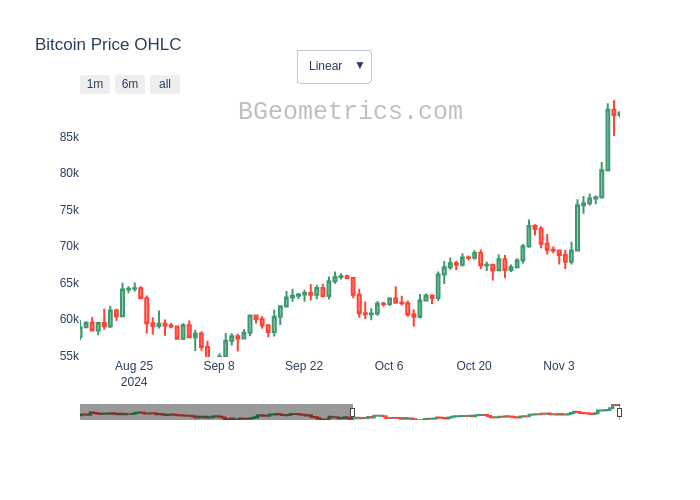 Bitcoin Price OHLC
Linear ▼
1m 6m all
BGeometrics.com
85k
80k
75k
70k
65k
60k
55k
Aug 25 Sep 8 Sep 22 Oct 6 Oct 20 Nov 3
2024